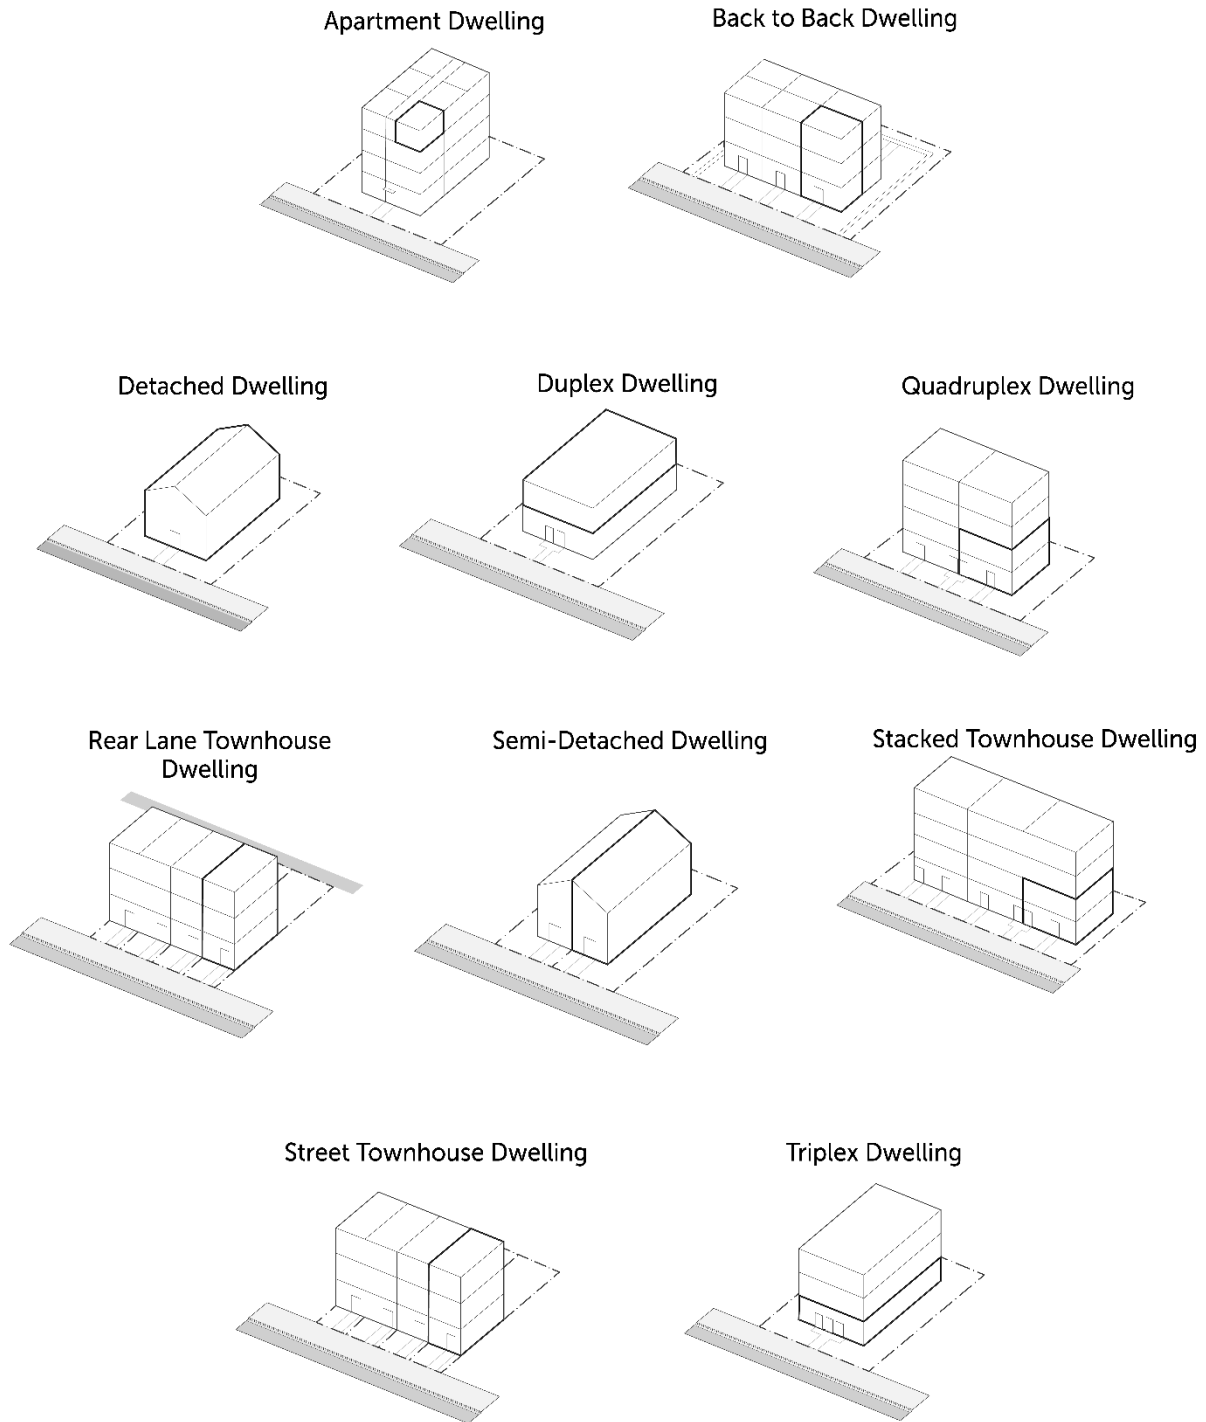 Apartment Dwelling
Back to Back Dwelling
Detached Dwelling
Duplex Dwelling
Quadruplex Dwelling
Rear Lane Townhouse
Dwelling
Semi-Detached Dwelling
Stacked Townhouse Dwelling
Street Townhouse Dwelling
Triplex Dwelling